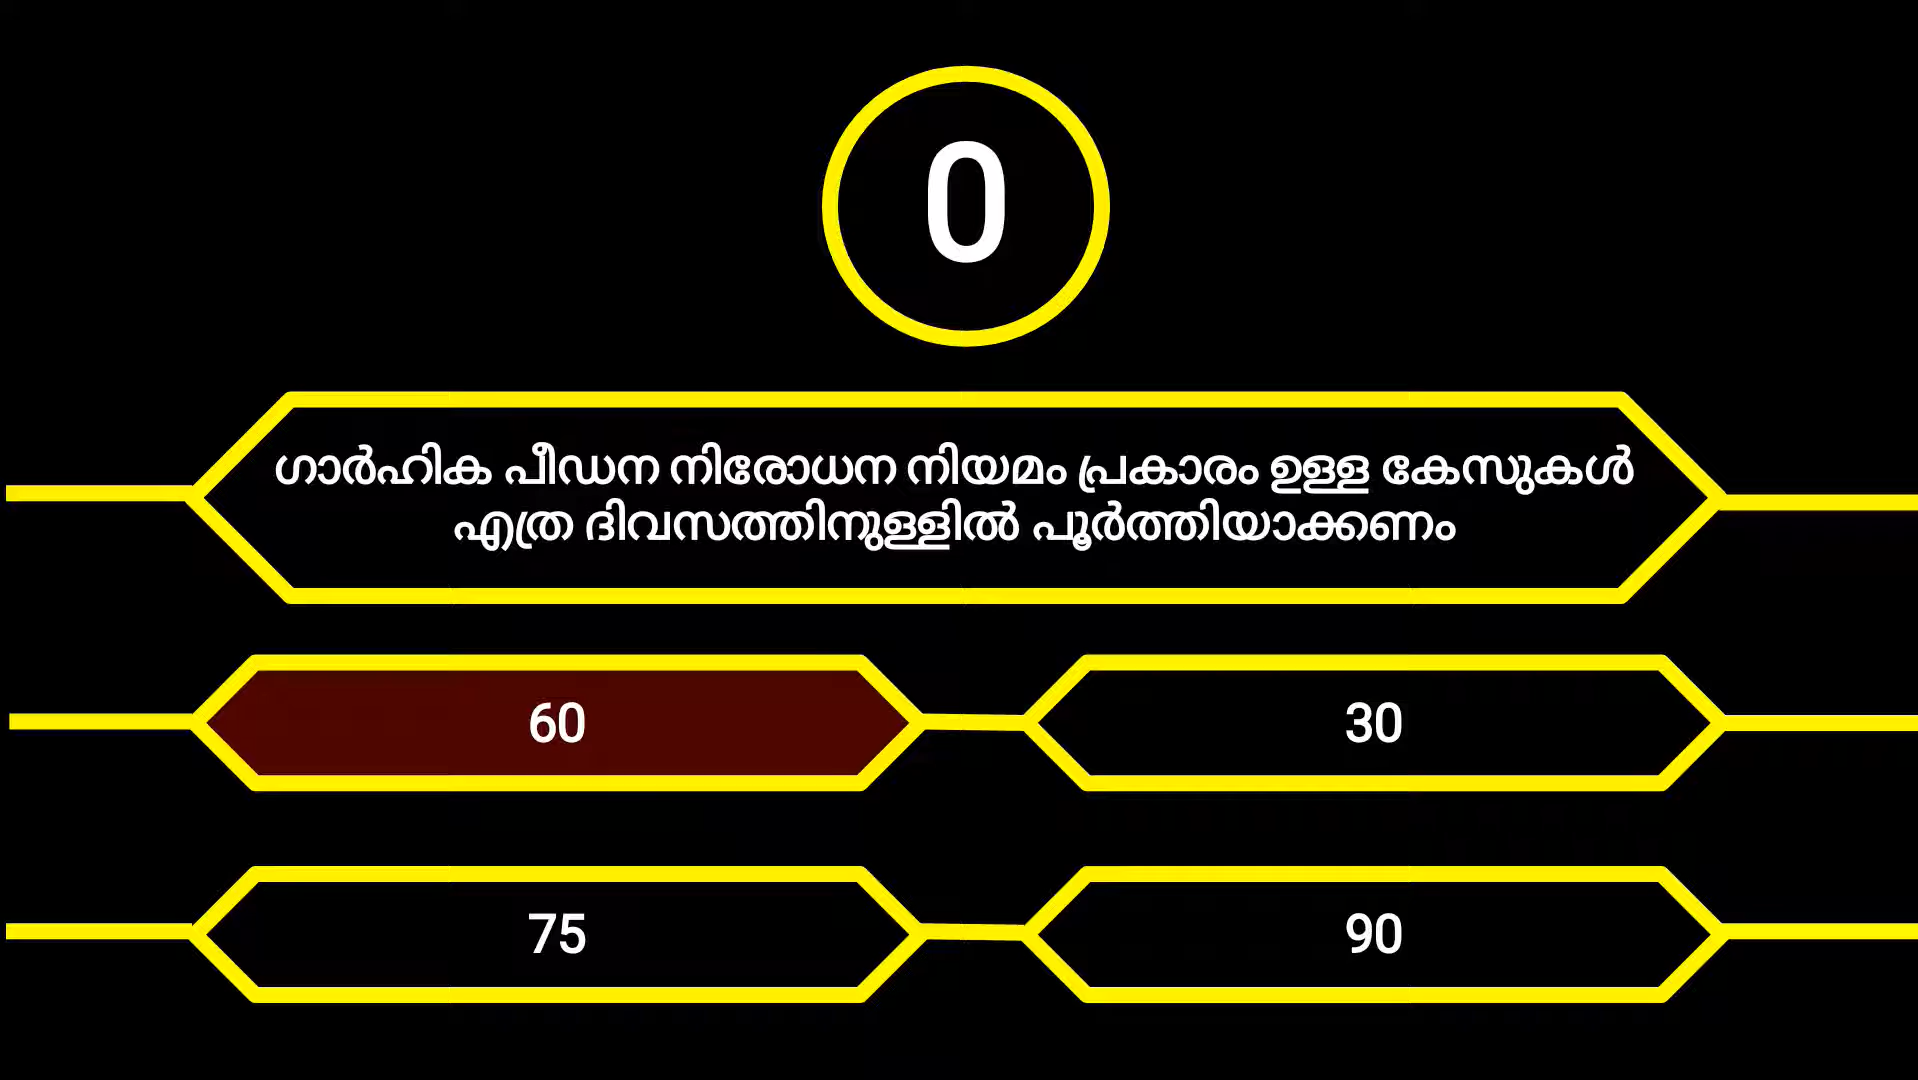 0
ഗാർഹിക പീഡന നിരോധന നിയമം പ്രകാരം ഉള്ള കേസുകൾ
എത്ര ദിവസത്തിനുള്ളിൽ പൂർത്തിയാക്കണം
60
30
75
90